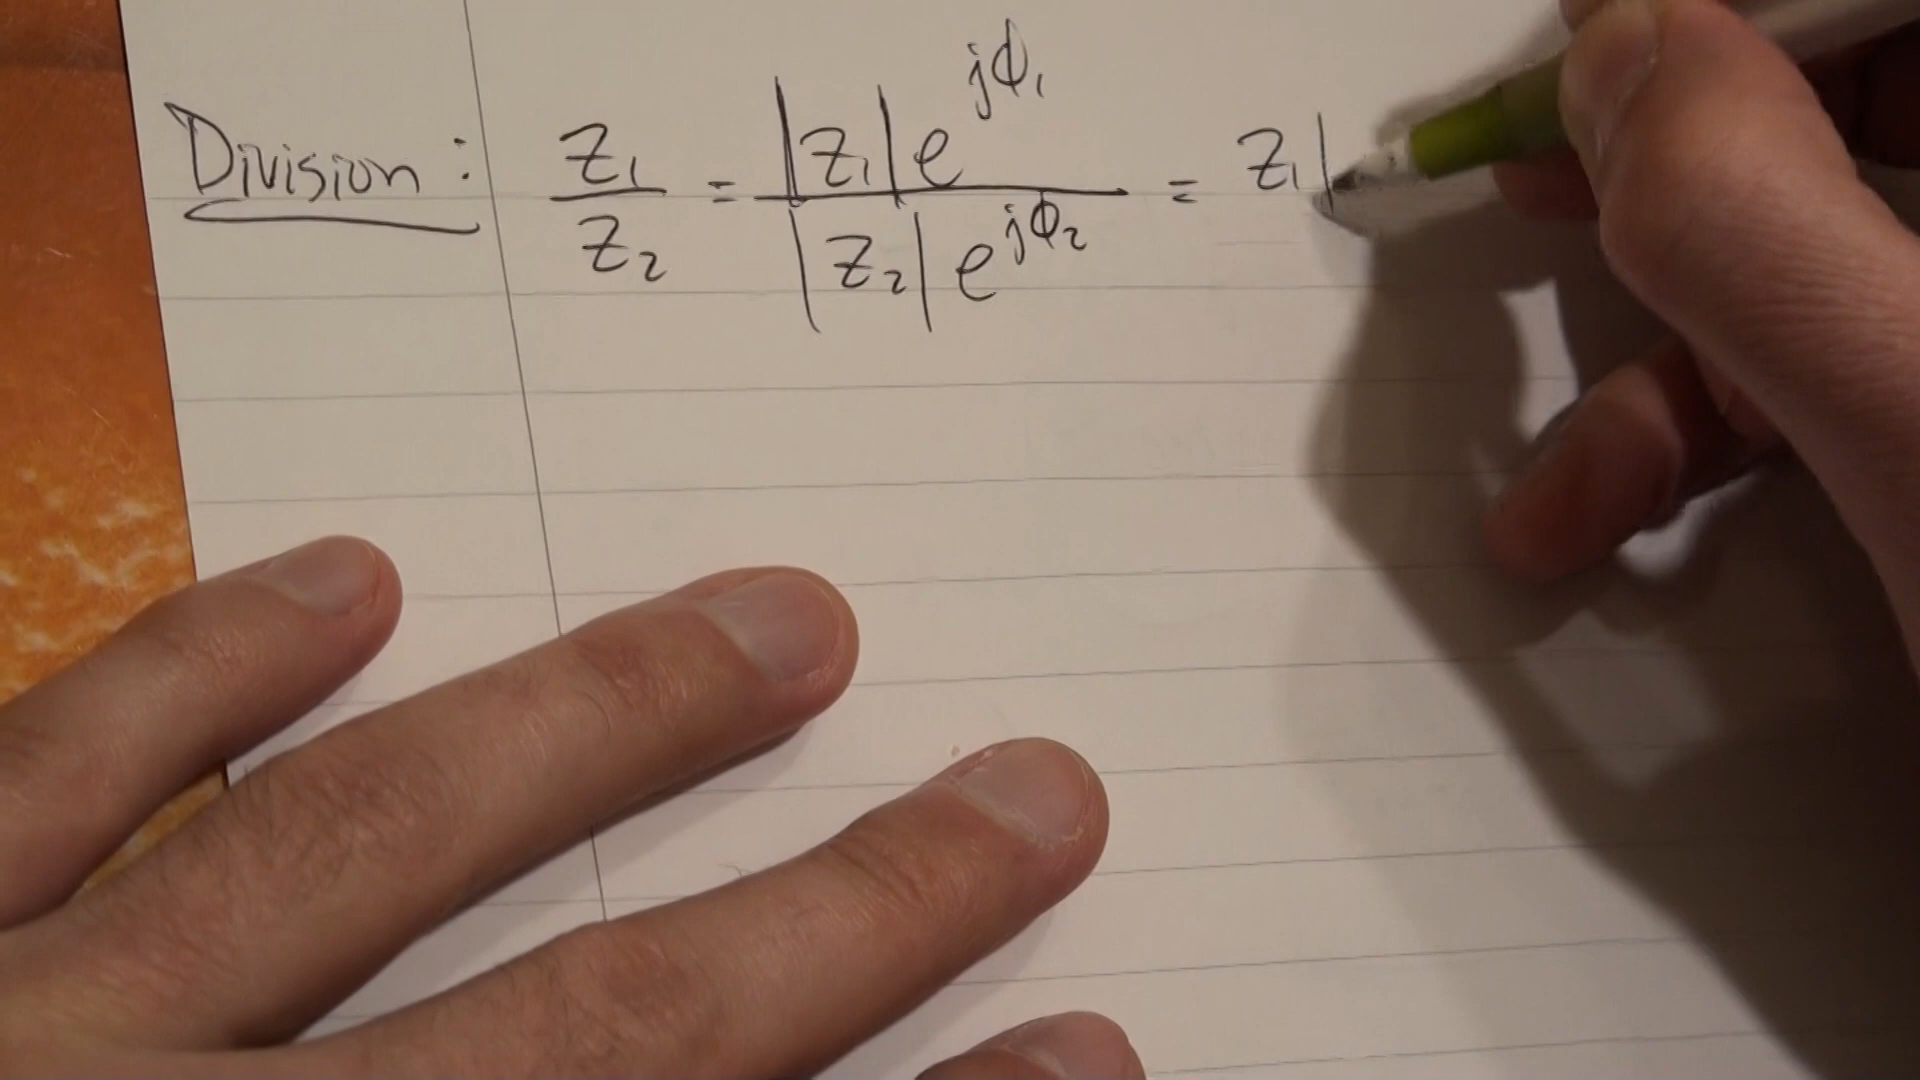 Division: z₁/z₂ = |z₁|e^{jϕ₁} / |z₂|e^{jϕ₂} = z₁|